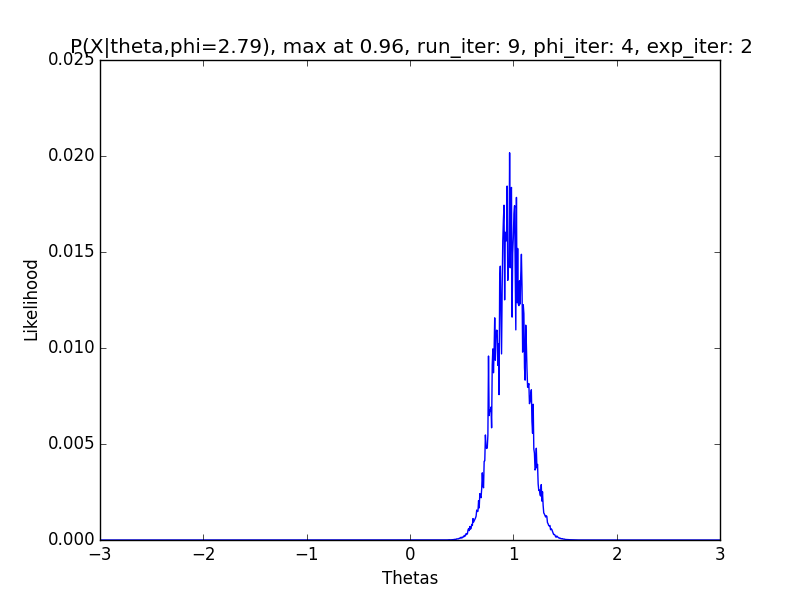 P(X|theta,phi=2.79), max at 0.96, run_iter: 9, phi_iter: 4, exp_iter: 2
0.025
0.020
0.015
0.010
0.005
0.000
Likelihood
−3 −2 −1 0 1 2 3
Thetas